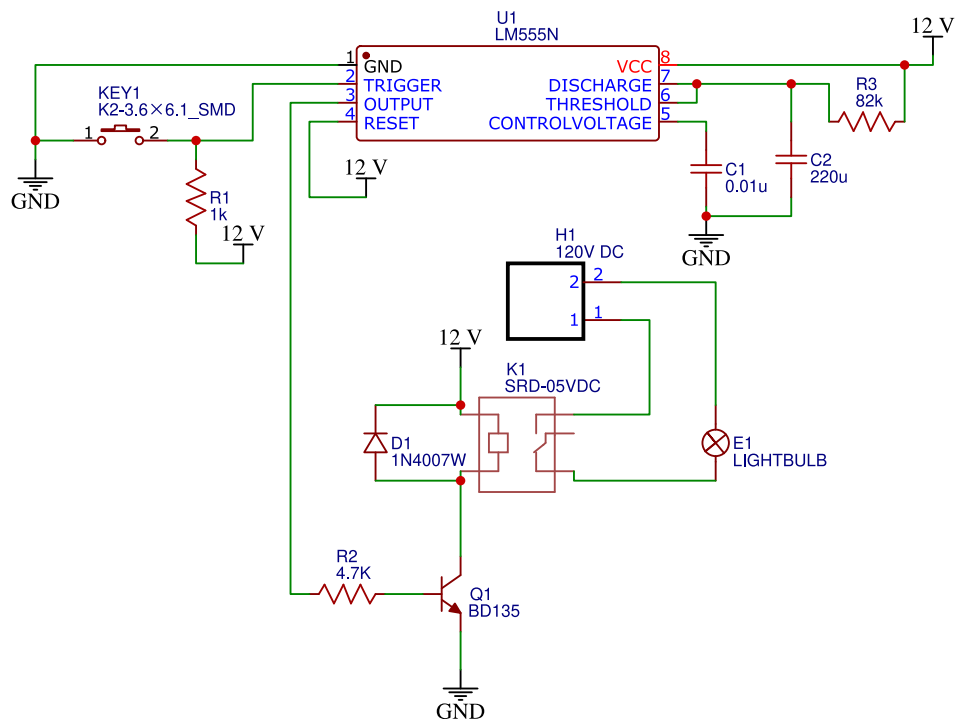 U1
LM555N
12 V
1
GND
2
TRIGGER
3
OUTPUT
4
RESET
VCC
8
DISCHARGE
7
THRESHOLD
6
CONTROLVOLTAGE
5
KEY1
K2-3.6×6.1_SMD
1
2
GND
R1
1k
12 V
12 V
R3
82k
C1
0.01u
C2
220u
GND
H1
120V DC
2
2
1
1
12 V
K1
SRD-05VDC
D1
1N4007W
E1
LIGHTBULB
R2
4.7K
Q1
BD135
GND